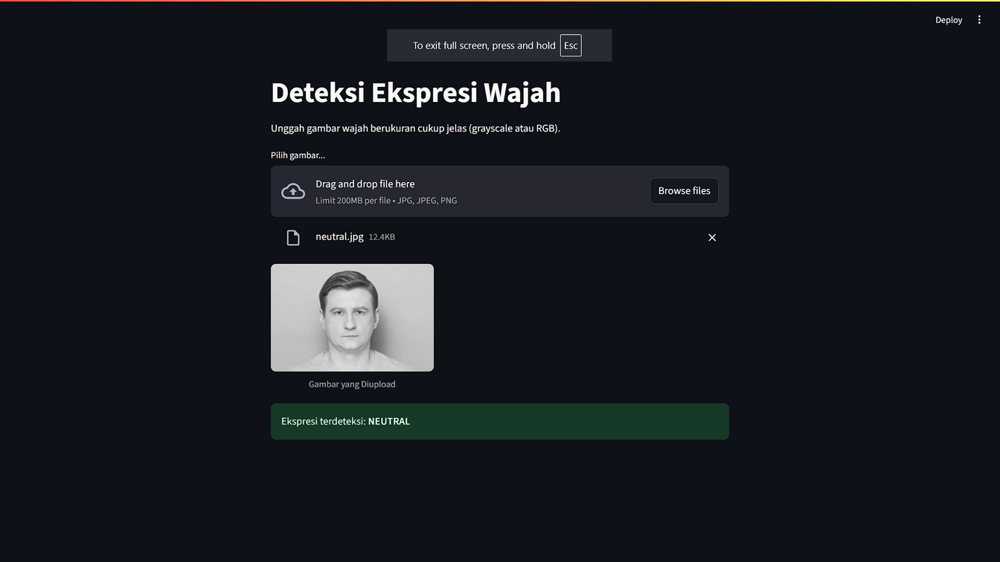 Deploy
To exit full screen, press and hold Esc
Deteksi Ekspresi Wajah
Unggah gambar wajah berukuran cukup jelas (grayscale atau RGB).
Pilih gambar...
Drag and drop file here
Limit 200MB per file • JPG, JPEG, PNG
Browse files
neutral.jpg 12.4KB
Gambar yang Diupload
Ekspresi terdeteksi: NEUTRAL